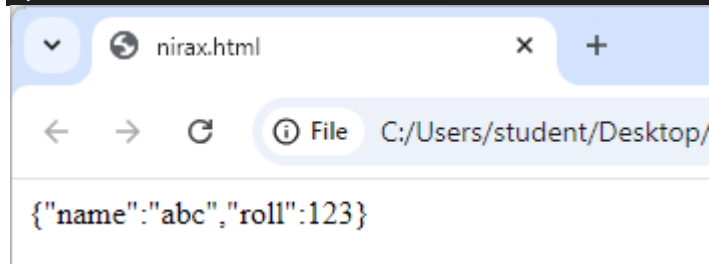 nirax.html
File C:/Users/student/Desktop/
{"name":"abc","roll":123}